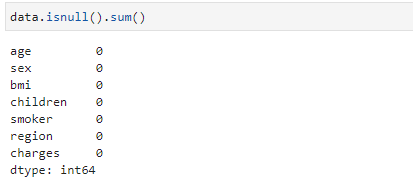 data.isnull().sum()
age 0
sex 0
bmi 0
children 0
smoker 0
region 0
charges 0
dtype: int64